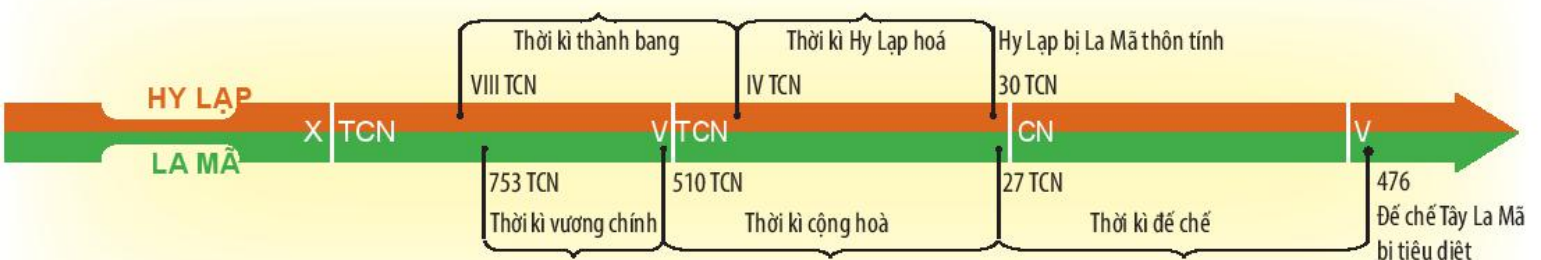 Thời kì thành bang
Thời kì Hy Lạp hoá
Hy Lạp bị La Mã thôn tính
VIII TCN
IV TCN
30 TCN
HY LẠP
X TCN
V TCN
CN
V
LA MÃ
753 TCN
510 TCN
27 TCN
476
Thời kì vương chính
Thời kì cộng hoà
Thời kì đế chế
Đế chế Tây La Mã
bị tiêu diệt